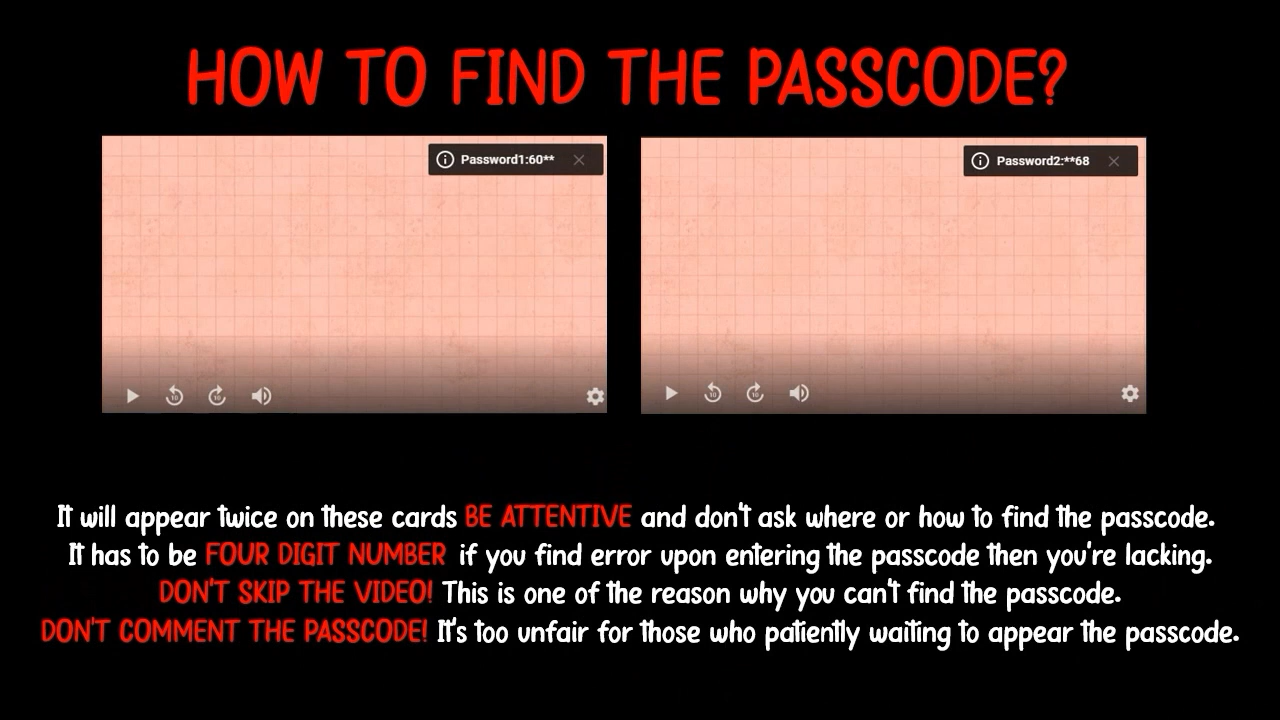 HOW TO FIND THE PASSCODE?
Password1:60**
Password2:**68
It will appear twice on these cards BE ATTENTIVE and don't ask where or how to find the passcode.
It has to be FOUR DIGIT NUMBER if you find error upon entering the passcode then you're lacking.
DON'T SKIP THE VIDEO! This is one of the reason why you can't find the passcode.
DON'T COMMENT THE PASSCODE! It's too unfair for those who patiently waiting to appear the passcode.